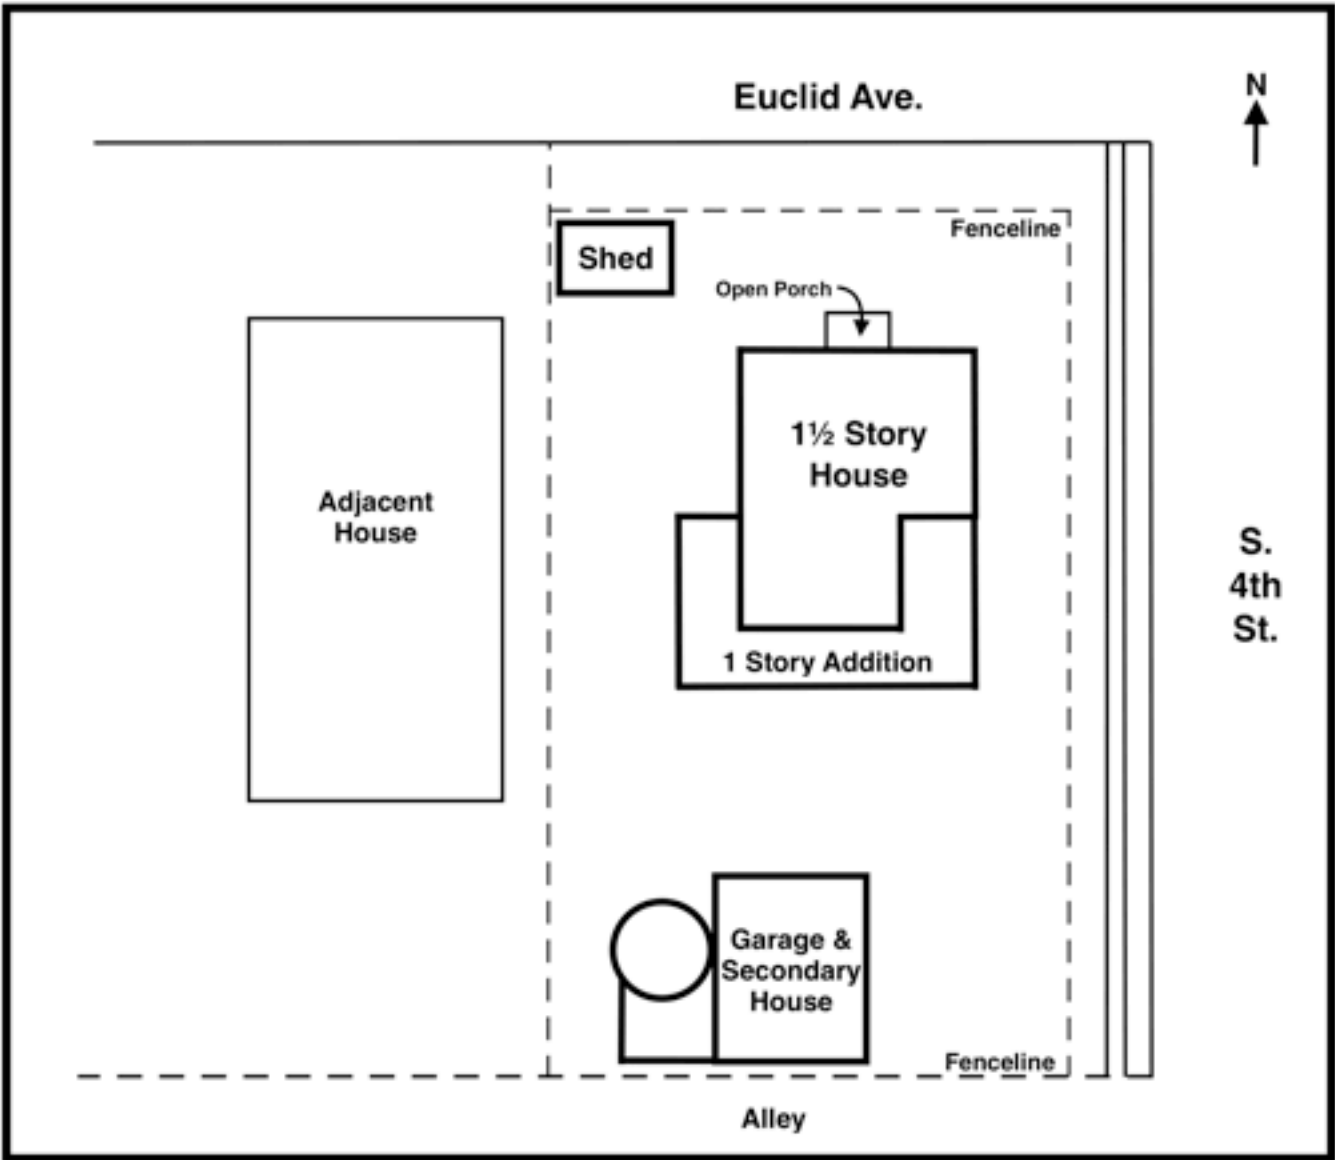 Euclid Ave.
N
Fenceline
Shed
Open Porch
1½ Story
House
Adjacent
House
S.
4th
St.
1 Story Addition
Garage &
Secondary
House
Fenceline
Alley